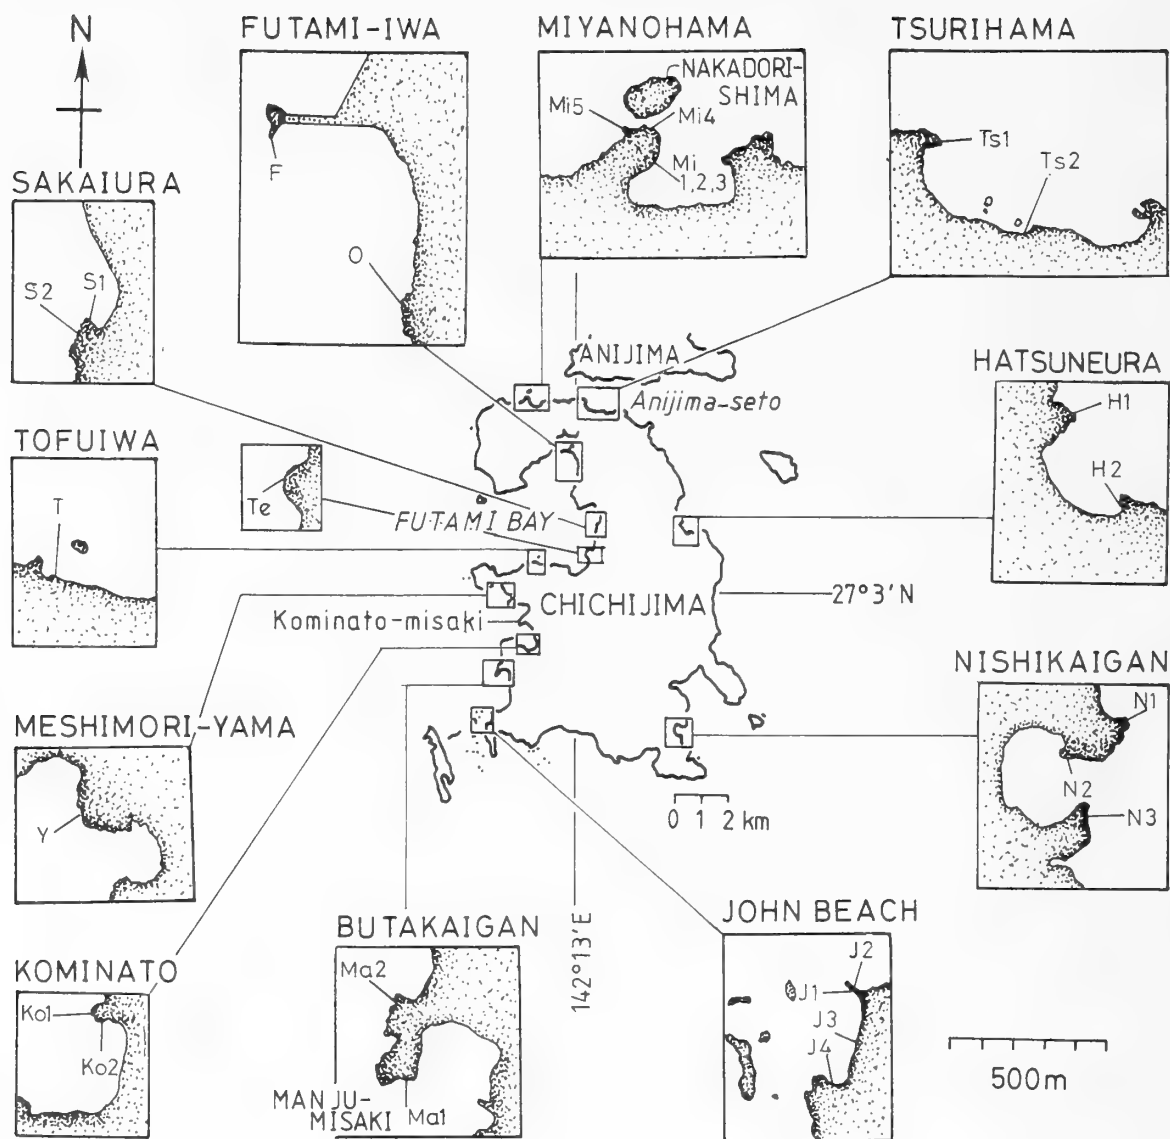 N
FUTAMI-IWA
MIYANOHAMA
TSURIHAMA
NAKADORI-
SHIMA
Mi5
Mi4
Mi
1,2,3
Ts1
Ts2
F
O
SAKAIURA
S2
S1
ANIJIMA
Anijima-seto
HATSUNEURA
H1
H2
TOFUIWA
T
Te
FUTAMI BAY
CHICHIJIMA
27°3'N
Kominato-misaki
NISHIKAIGAN
N1
N2
N3
MESHIMORI-YAMA
Y
0 1 2 km
142°13'E
BUTAKAIGAN
Ma2
MANJU-
MISAKI
Ma1
JOHN BEACH
J2
J1
J3
J4
KOMINATO
Ko1
Ko2
500m